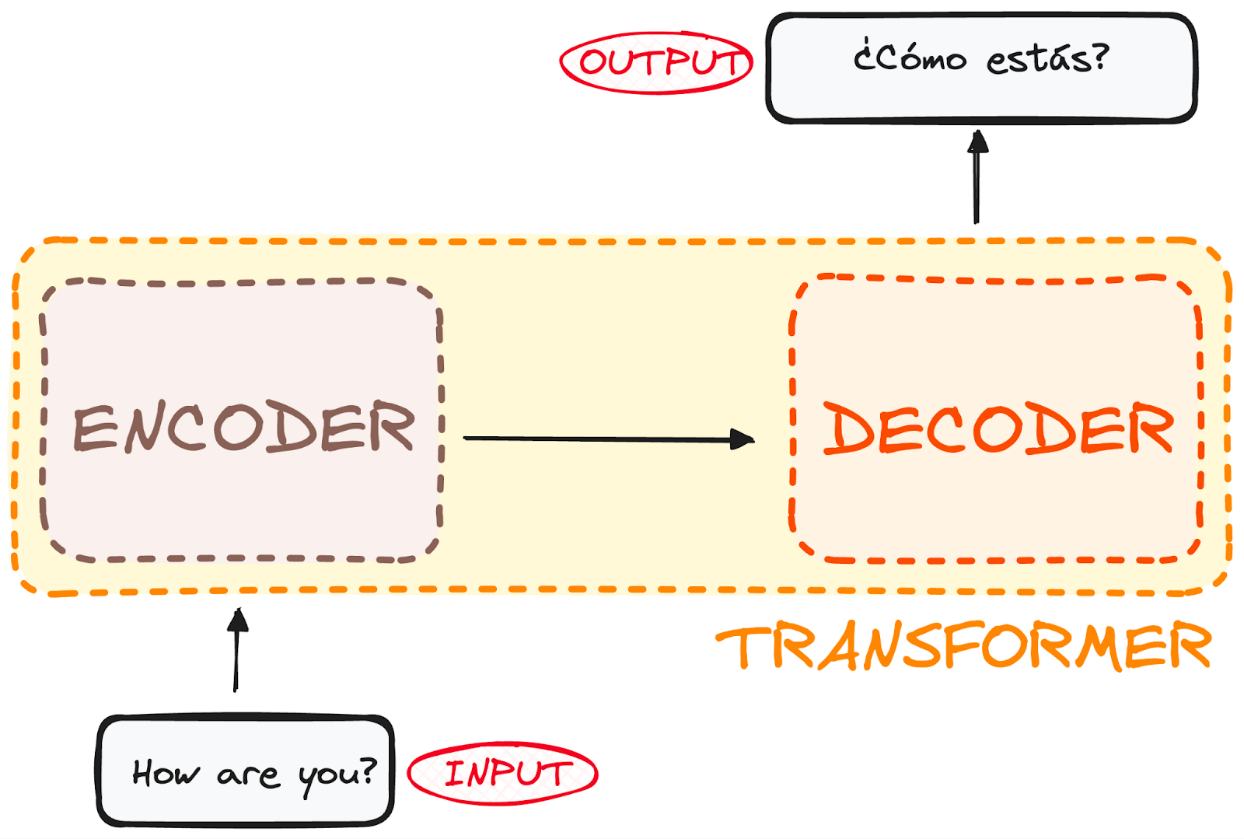 OUTPUT
¿Cómo estás?
ENCODER
DECODER
TRANSFORMER
How are you?
INPUT